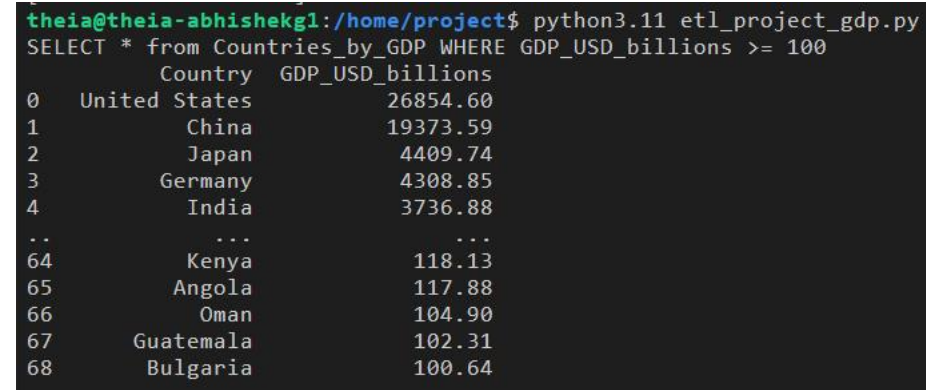 theia@theia-abhishekg1:/home/project$ python3.11 etl_project_gdp.py
SELECT * from Countries_by_GDP WHERE GDP_USD_billions >= 100
Country GDP_USD_billions
0 United States 26854.60
1 China 19373.59
2 Japan 4409.74
3 Germany 4308.85
4 India 3736.88
.. ... ...
64 Kenya 118.13
65 Angola 117.88
66 Oman 104.90
67 Guatemala 102.31
68 Bulgaria 100.64